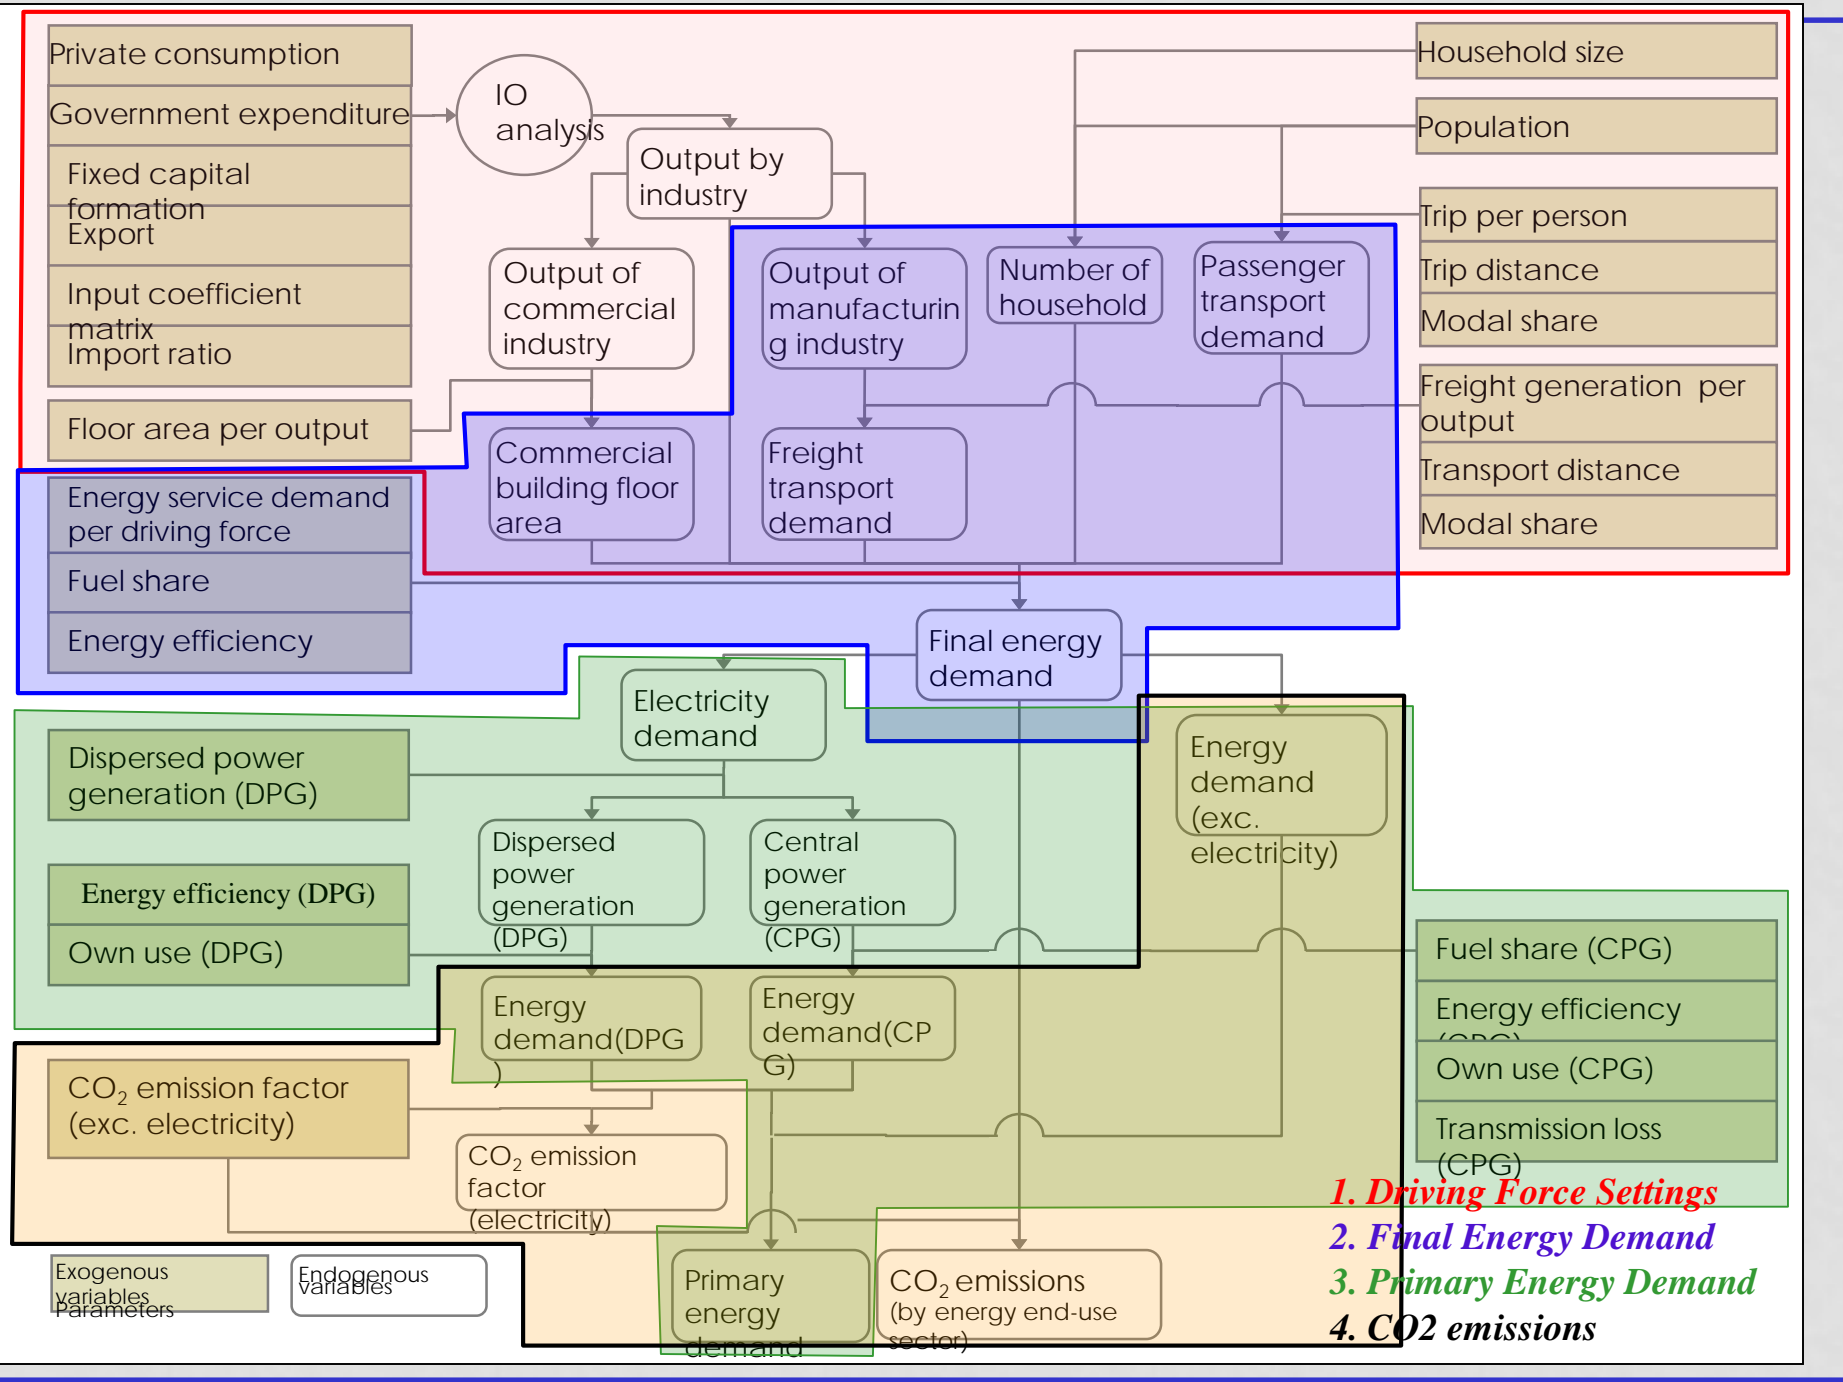 Private consumption
Government expenditure
Fixed capital
formation
Export
Input coefficient
matrix
Import ratio
Floor area per output
IO
analysis
Output by
industry
Output of
commercial
industry
Output of
manufacturin
g industry
Number of
household
Passenger
transport
demand
Household size
Population
Trip per person
Trip distance
Modal share
Freight generation per
output
Transport distance
Modal share
Commercial
building floor
area
Freight
transport
demand
Energy service demand
per driving force
Fuel share
Energy efficiency
Final energy
demand
Electricity
demand
Energy
demand
(exc.
electricity)
Dispersed power
generation (DPG)
Dispersed
power
generation
(DPG)
Central
power
generation
(CPG)
Energy efficiency (DPG)
Own use (DPG)
Fuel share (CPG)
Energy efficiency
(CPG)
Own use (CPG)
Transmission loss
(CPG)
Energy
demand(DPG
)
Energy
demand(CP
G)
CO2 emission factor
(exc. electricity)
CO2 emission
factor
(electricity)
Primary
energy
demand
CO2 emissions
(by energy end-use
sector)
Exogenous
variables
Parameters
Endogenous
variables
1. Driving Force Settings
2. Final Energy Demand
3. Primary Energy Demand
4. CO2 emissions